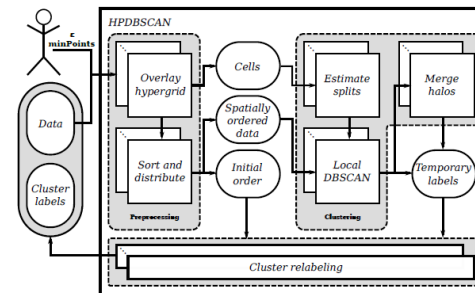 HPDBSCAN
ε
minPoints
Overlay
hypergrid
Cells
Estimate
splits
Merge
halos
Data
Spatially
ordered
data
Sort and
distribute
Initial
order
Local
DBSCAN
Temporary
labels
Cluster
labels
Preprocessing
Clustering
Cluster relabeling